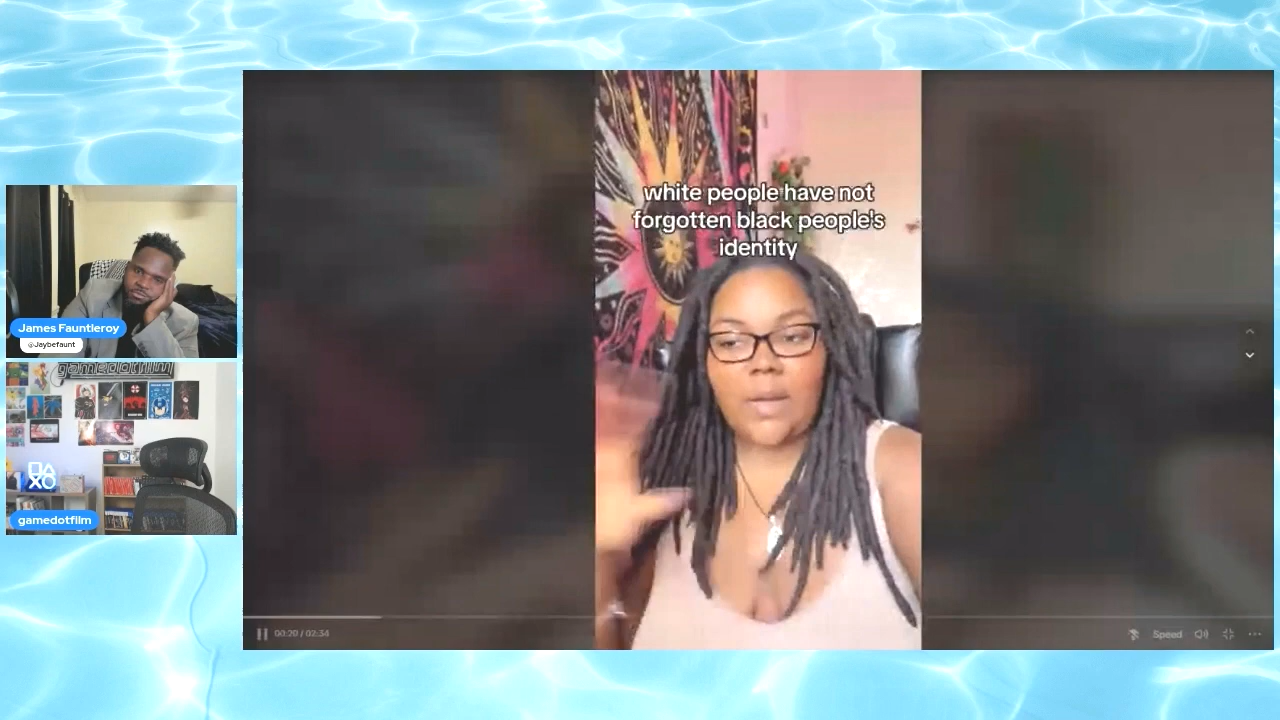 white people have not
forgotten black people's
identity
James Fauntleroy
@Jaybefaunt
gamedotfilm
gamedotfilm
00:20 / 02:34
Speed